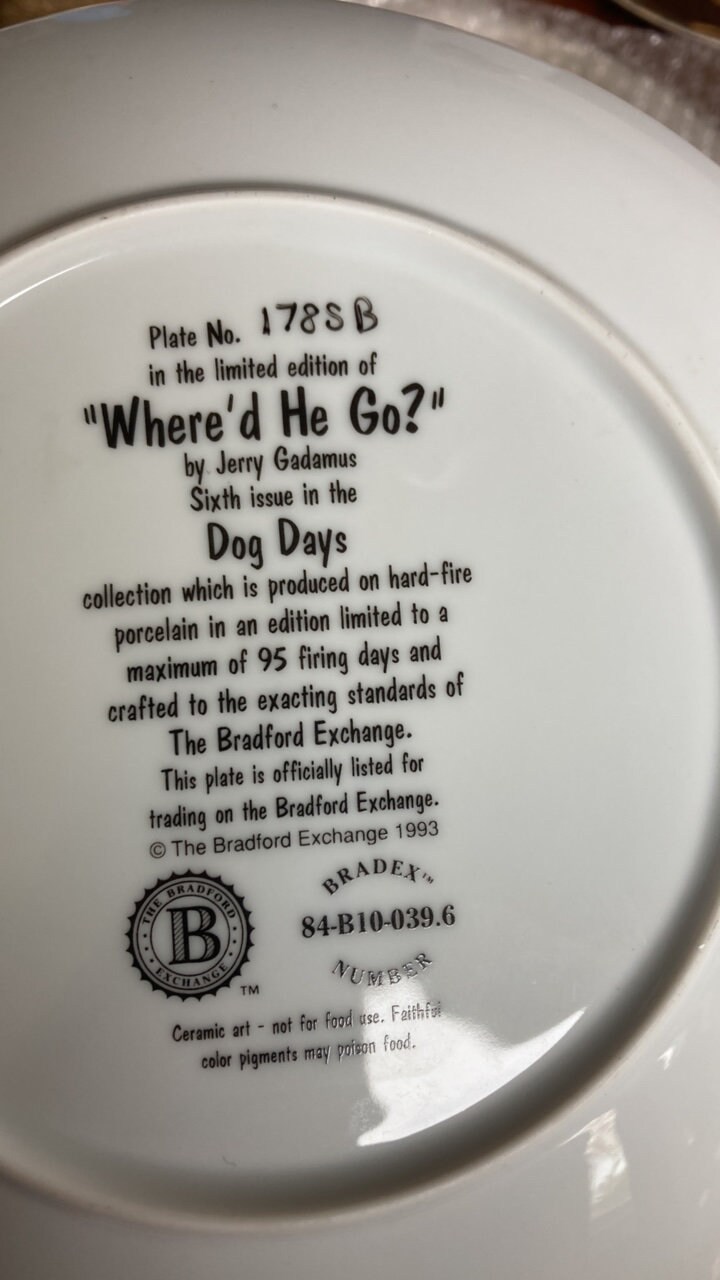 Plate No. 178SB
in the limited edition of
"Where'd He Go?"
by Jerry Gadamus
Sixth issue in the
Dog Days
collection which is produced on hard-fire
porcelain in an edition limited to a
maximum of 95 firing days and
crafted to the exacting standards of
The Bradford Exchange.
This plate is officially listed for
trading on the Bradford Exchange.
© The Bradford Exchange 1993
THE BRADFORD
B
EXCHANGE
TM
BRADEX™
84-B10-039.6
NUMBER
Ceramic art - not for food use. Faithful
color pigments may poison food.